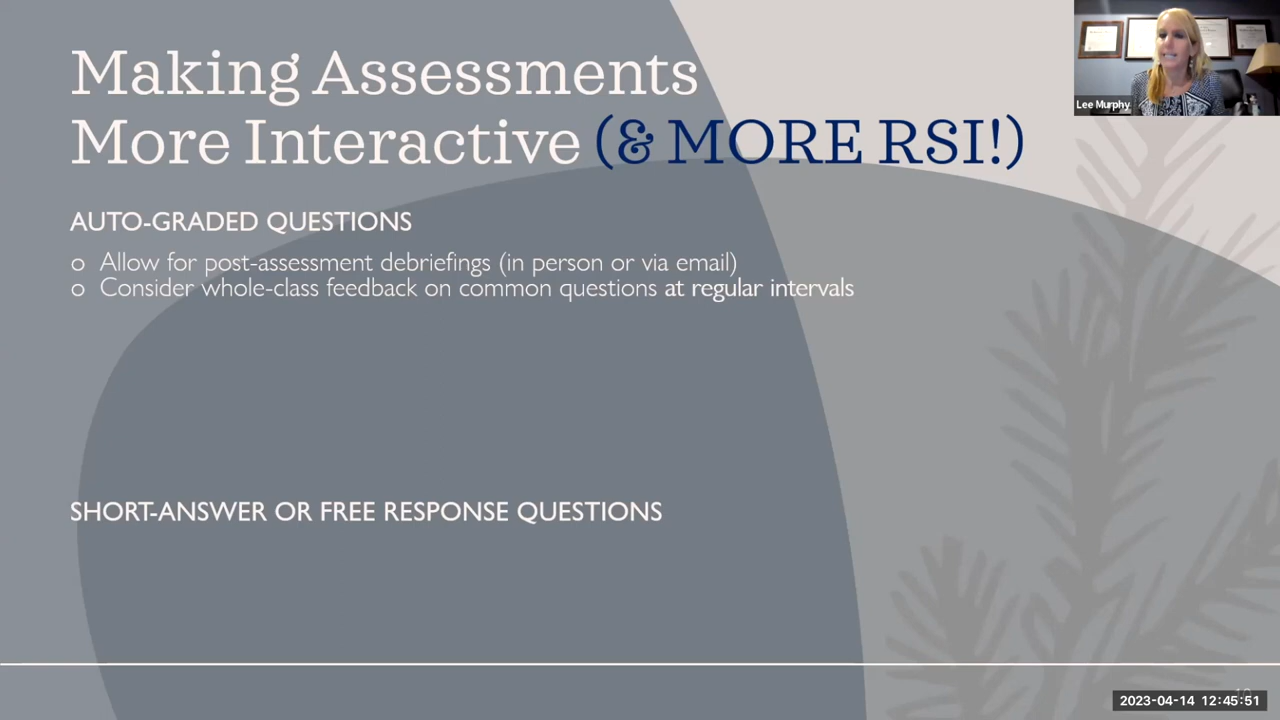 Making Assessments
More Interactive (& MORE RSI!)
Lee Murphy
AUTO-GRADED QUESTIONS
o Allow for post-assessment debriefings (in person or via email)
o Consider whole-class feedback on common questions at regular intervals
SHORT-ANSWER OR FREE RESPONSE QUESTIONS
2023-04-14 12:45:51